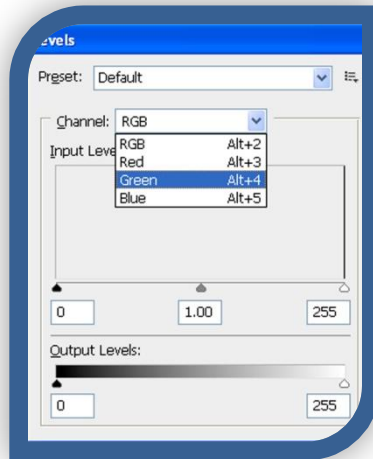 evels
Preset: Default
Channel: RGB
Input Leve
RGB Alt+2
Red Alt+3
Green Alt+4
Blue Alt+5
0 1.00 255
Output Levels:
0 255